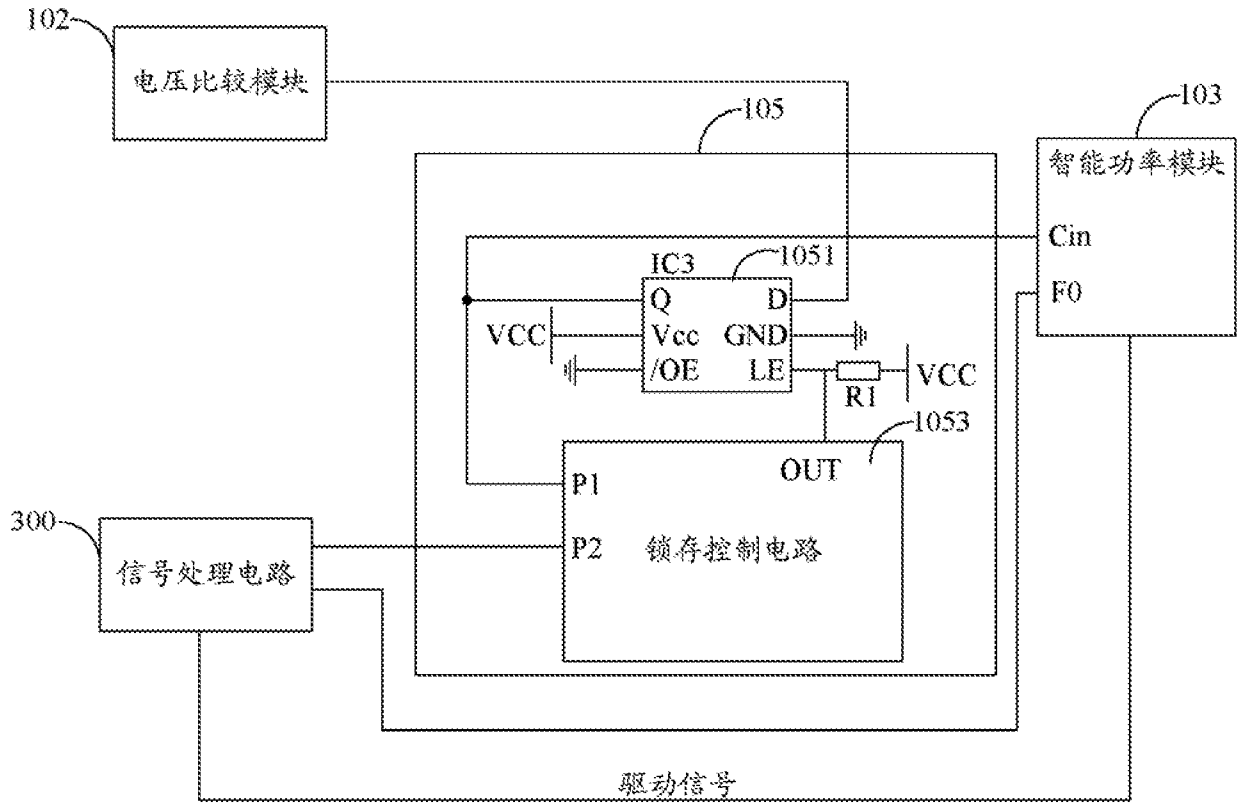 102
电压比较模块
105
103
智能功率模块
Cin
F0
IC3
1051
Q
D
VCC
Vcc
GND
/OE
LE
R1
VCC
1053
OUT
P1
P2
锁存控制电路
300
信号处理电路
驱动信号